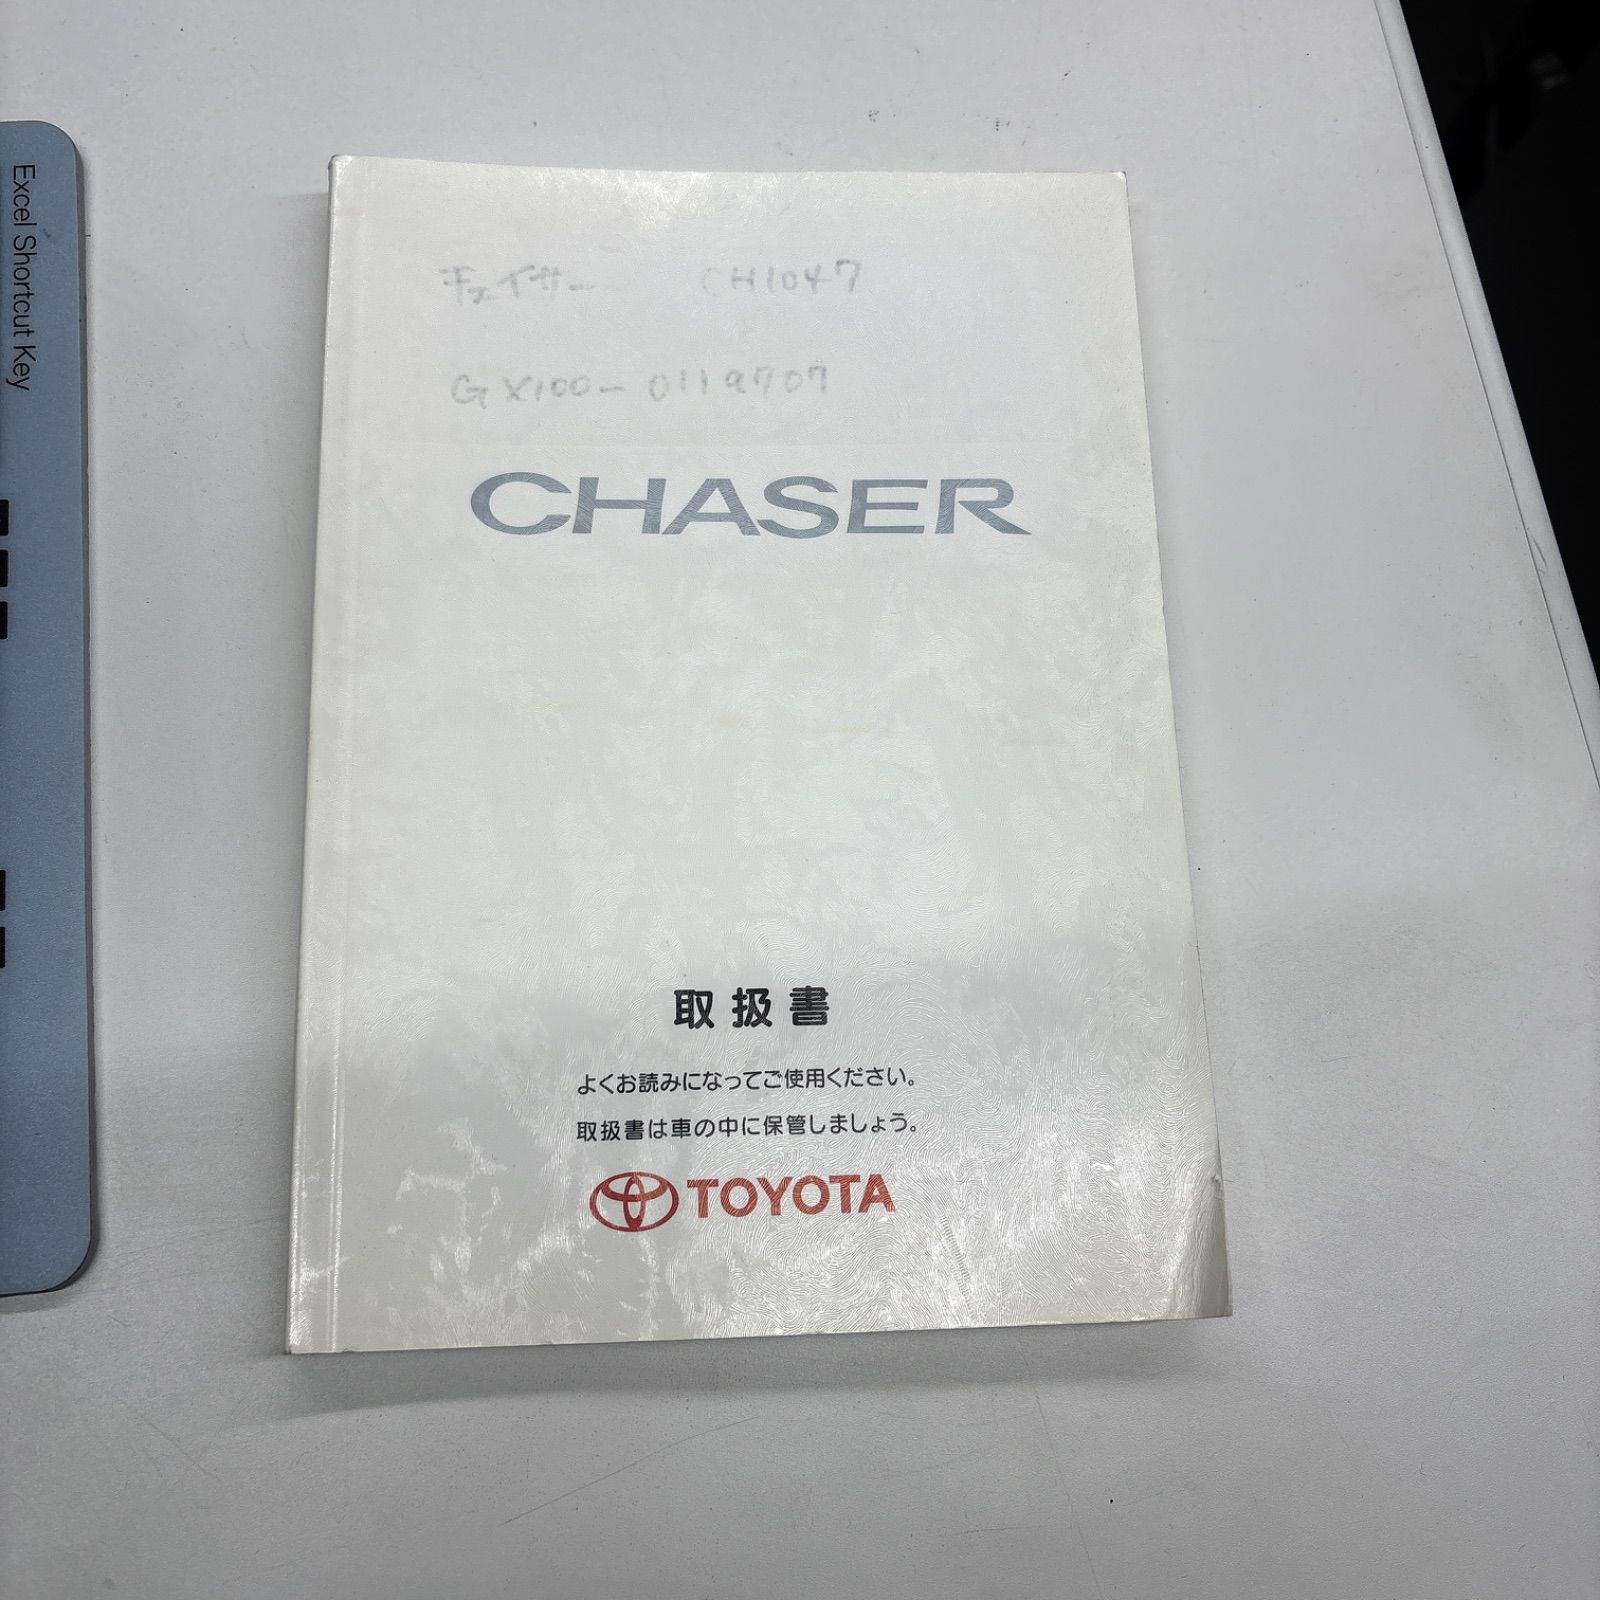 Excel Shortcut Key
チェイサー CH1047
GX100-0119707
CHASER
取扱書
よくお読みになってご使用ください。
取扱書は車の中に保管しましょう。
TOYOTA